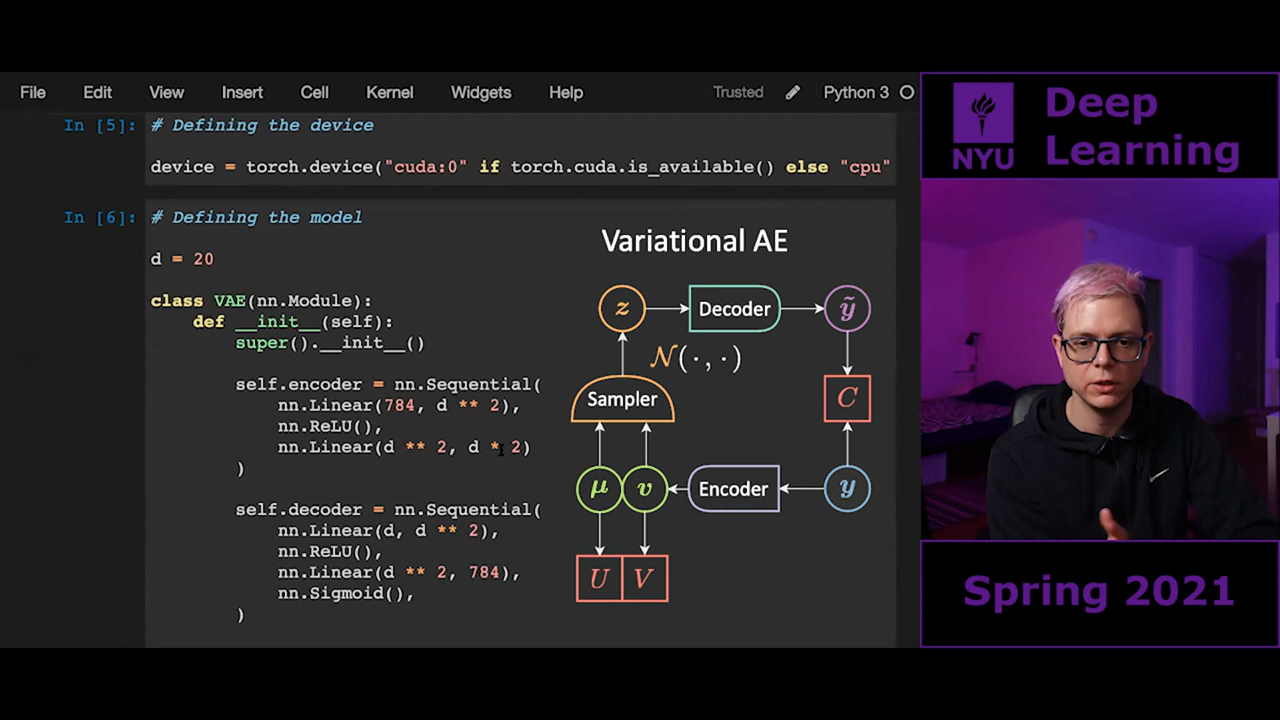 File Edit View Insert Cell Kernel Widgets Help Trusted Python 3
In [5]: # Defining the device
device = torch.device("cuda:0" if torch.cuda.is_available() else "cpu"
In [6]: # Defining the model
d = 20
class VAE(nn.Module):
def __init__(self):
super().__init__()
self.encoder = nn.Sequential(
nn.Linear(784, d ** 2),
nn.ReLU(),
nn.Linear(d ** 2, d * 2)
)
self.decoder = nn.Sequential(
nn.Linear(d, d ** 2),
nn.ReLU(),
nn.Linear(d ** 2, 784),
nn.Sigmoid(),
)
Variational AE
z Decoder ỹ
𝒩(·, ·)
Sampler C
μ v Encoder y
U V
NYU
Deep
Learning
Spring 2021